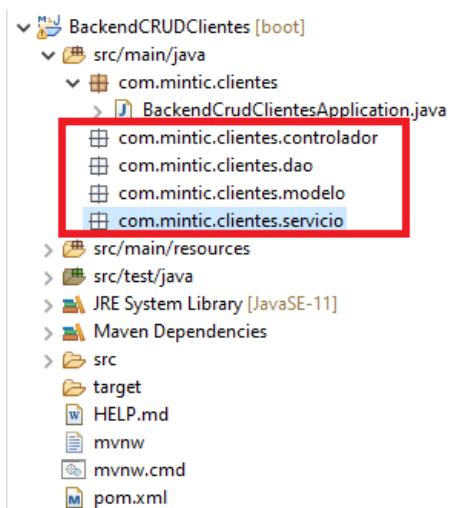 BackendCRUDClientes [boot]
src/main/java
com.mintic.clientes
BackendCrudClientesApplication.java
com.mintic.clientes.controlador
com.mintic.clientes.dao
com.mintic.clientes.modelo
com.mintic.clientes.servicio
src/main/resources
src/test/java
JRE System Library [JavaSE-11]
Maven Dependencies
src
target
HELP.md
mvnw
mvnw.cmd
pom.xml